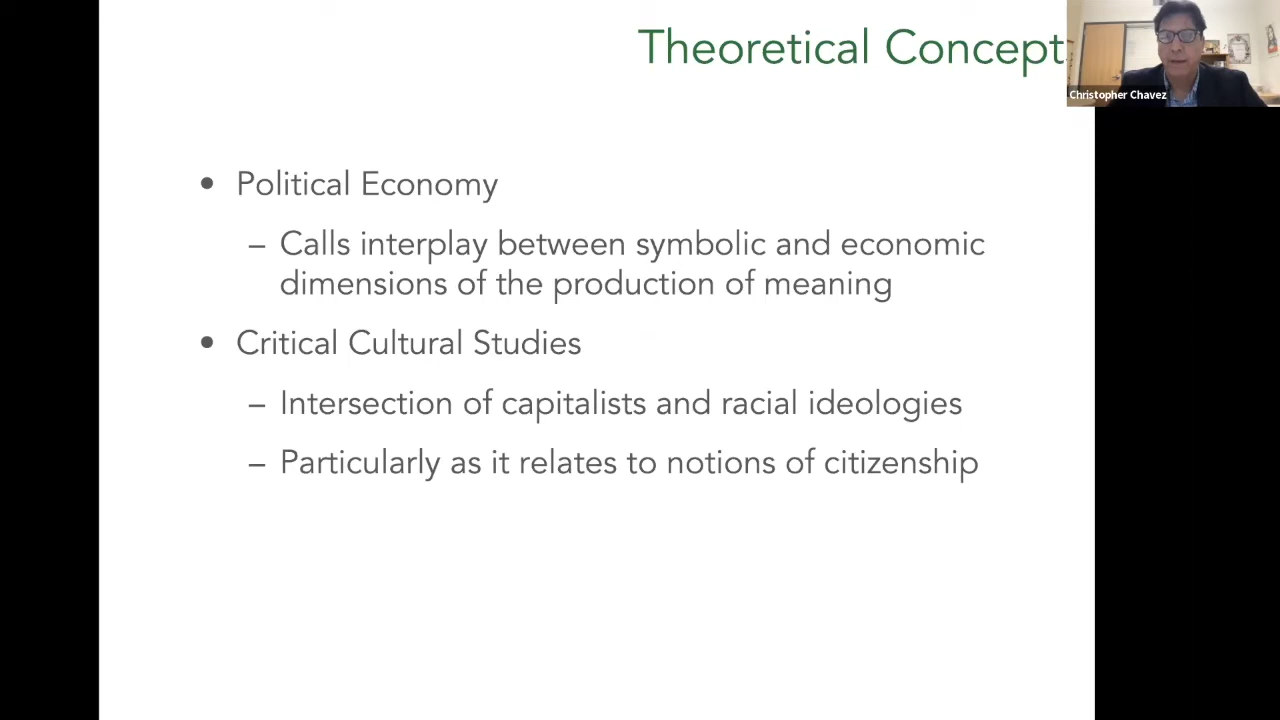 Theoretical Concept
Christopher Chavez
• Political Economy
– Calls interplay between symbolic and economic
dimensions of the production of meaning
• Critical Cultural Studies
– Intersection of capitalists and racial ideologies
– Particularly as it relates to notions of citizenship